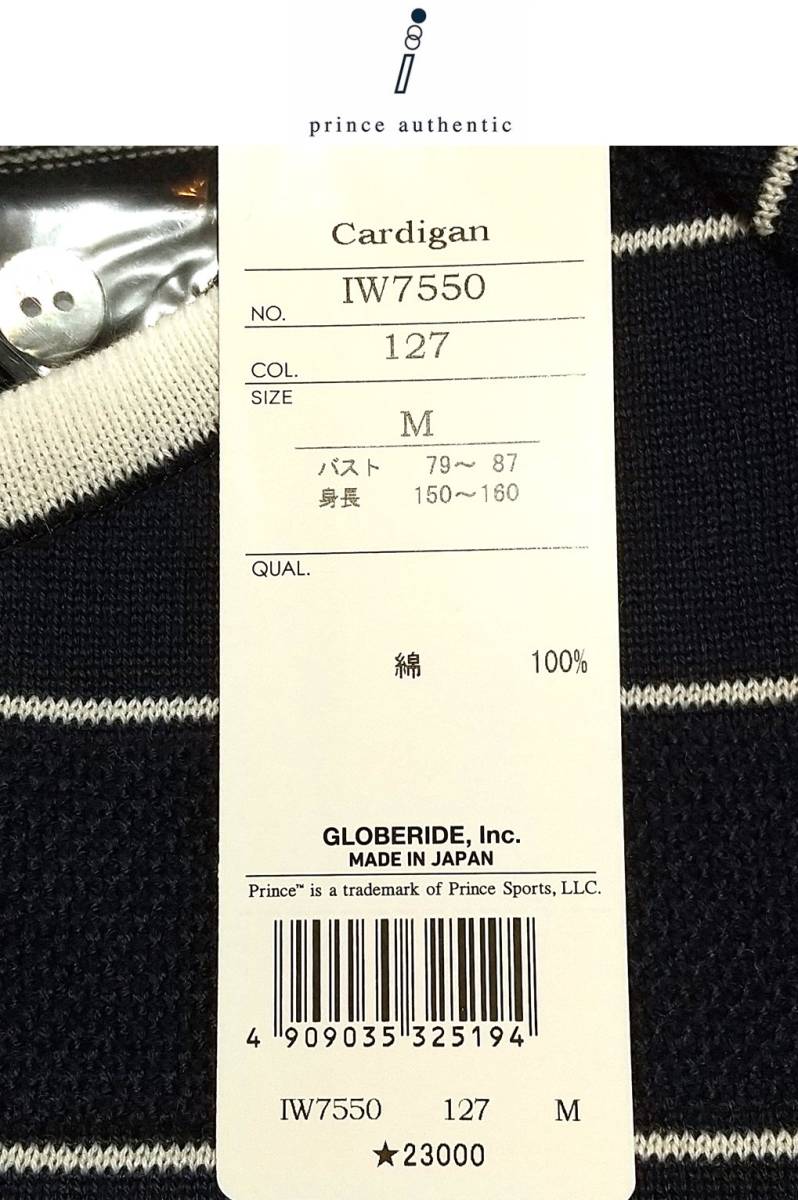 prince authentic
Cardigan
NO. IW7550
COL. 127
SIZE
M
バスト 79～ 87
身長 150～160
QUAL.
綿 100%
GLOBERIDE, Inc.
MADE IN JAPAN
Prince™ is a trademark of Prince Sports, LLC.
4 909035 325194
IW7550 127 M
★23000